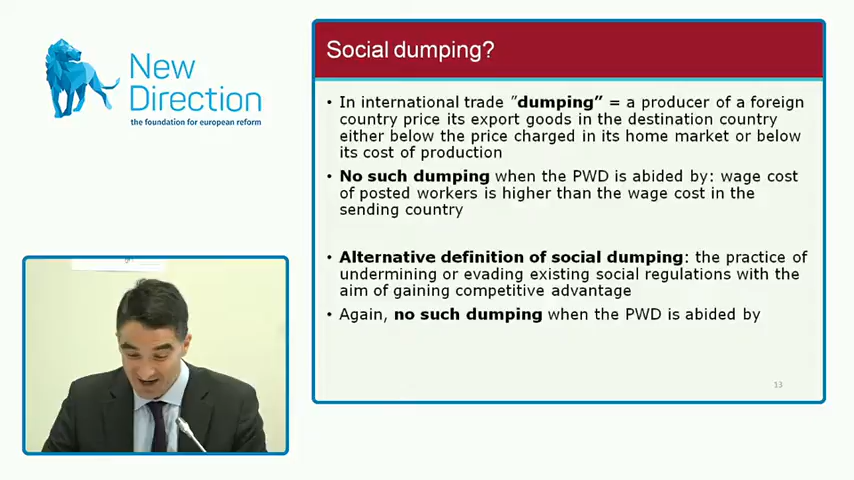 New
Direction
the foundation for european reform
Social dumping?
• In international trade ”dumping” = a producer of a foreign
country price its export goods in the destination country
either below the price charged in its home market or below
its cost of production
• No such dumping when the PWD is abided by: wage cost
of posted workers is higher than the wage cost in the
sending country
• Alternative definition of social dumping: the practice of
undermining or evading existing social regulations with the
aim of gaining competitive advantage
• Again, no such dumping when the PWD is abided by
13